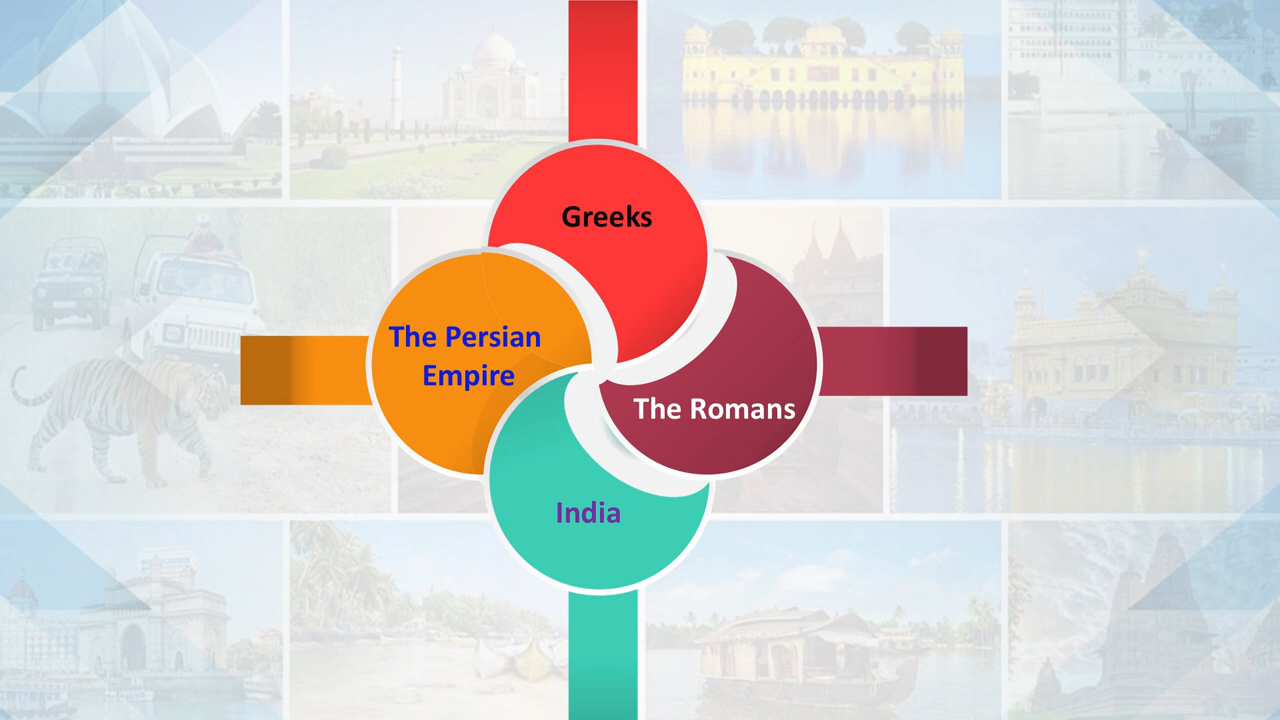 Greeks
The Persian
Empire
The Romans
India